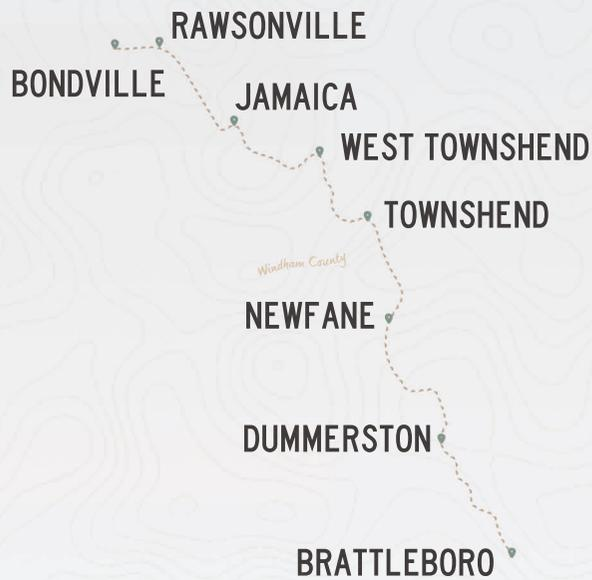 RAWSONVILLE
BONDVILLE
JAMAICA
WEST TOWNSHEND
TOWNSHEND
Windham County
NEWFANE
DUMMERSTON
BRATTLEBORO